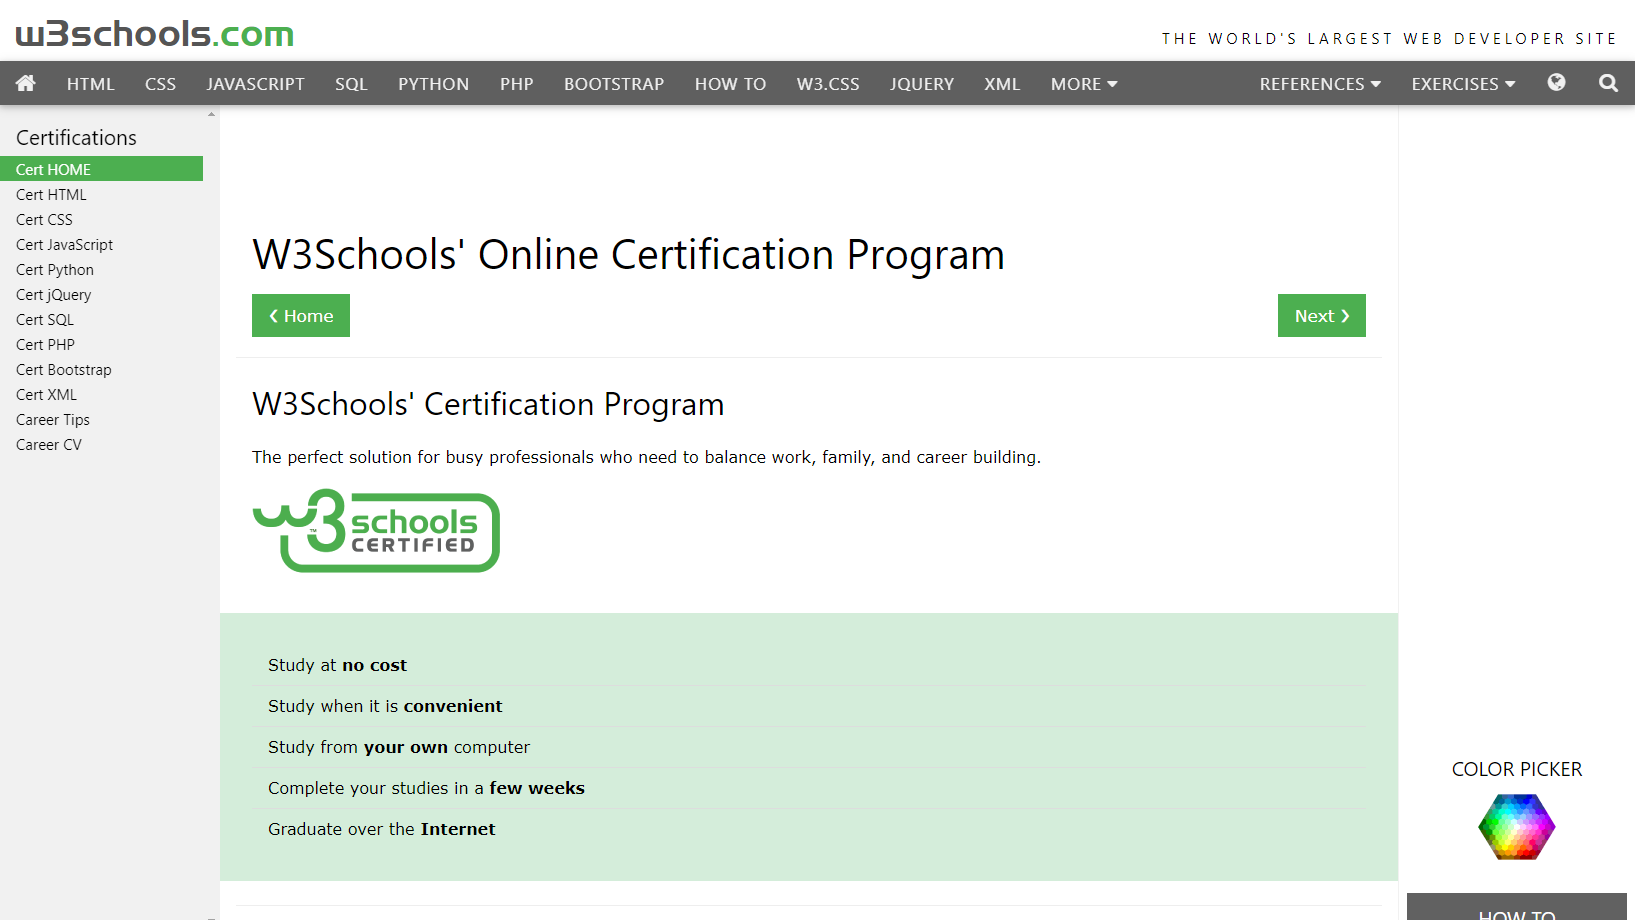 w3schools.com
THE WORLD'S LARGEST WEB DEVELOPER SITE
HTML CSS JAVASCRIPT SQL PYTHON PHP BOOTSTRAP HOW TO W3.CSS JQUERY XML MORE REFERENCES EXERCISES
Certifications
Cert HOME
Cert HTML
Cert CSS
Cert JavaScript
Cert Python
Cert jQuery
Cert SQL
Cert PHP
Cert Bootstrap
Cert XML
Career Tips
Career CV
W3Schools' Online Certification Program
❮ Home
Next ❯
W3Schools' Certification Program
The perfect solution for busy professionals who need to balance work, family, and career building.
w3schools
™
CERTIFIED
Study at no cost
Study when it is convenient
Study from your own computer
Complete your studies in a few weeks
Graduate over the Internet
COLOR PICKER
HOW TO